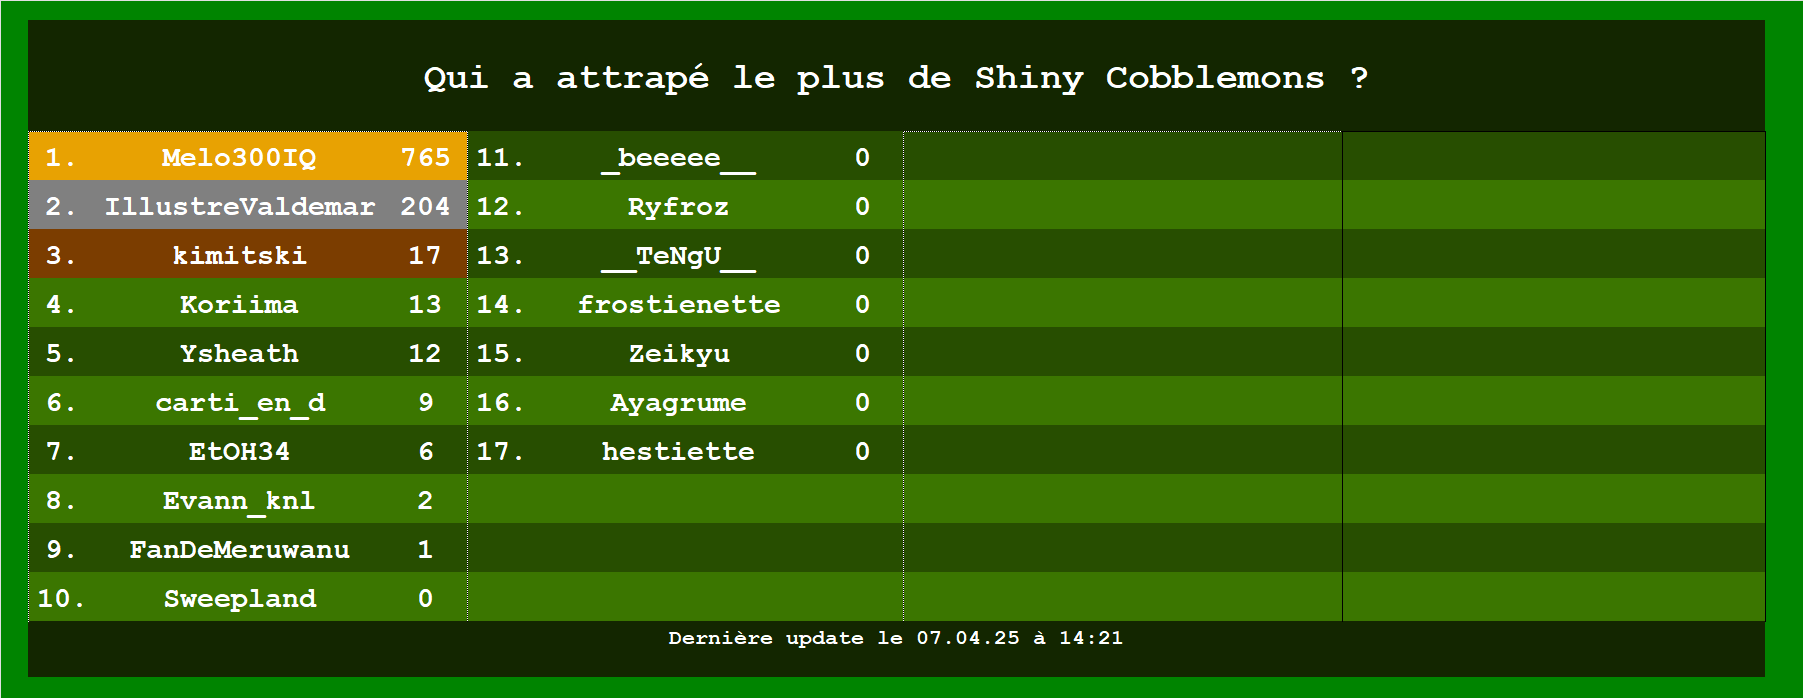 Qui a attrapé le plus de Shiny Cobblemons ?
1. Melo300IQ 765
2. IllustreValdemar 204
3. kimitski 17
4. Koriima 13
5. Ysheath 12
6. carti_en_d 9
7. EtOH34 6
8. Evann_knl 2
9. FanDeMeruwanu 1
10. Sweepland 0
11. _beeeee__ 0
12. Ryfroz 0
13. __TeNgU__ 0
14. frostienette 0
15. Zeikyu 0
16. Ayagrume 0
17. hestiette 0
Dernière update le 07.04.25 à 14:21